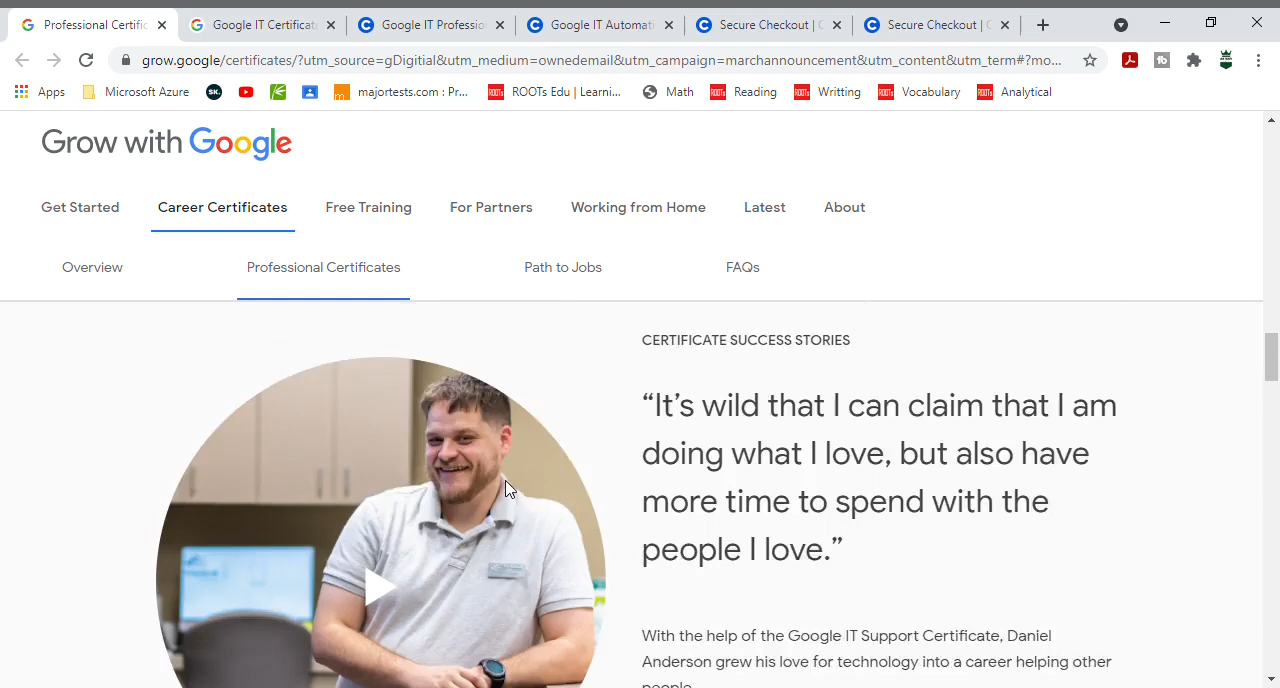 Professional Certific
Google IT Certificat
Google IT Professio
Google IT Automati
Secure Checkout | C
Secure Checkout | C
grow.google/certificates/?utm_source=gDigital&utm_medium=ownedemail&utm_campaign=marchannouncement&utm_content&utm_term#?mo...
Apps
Microsoft Azure
SK.
majortests.com : Pr...
ROOTs Edu | Learni...
Math
Reading
Writting
Vocabulary
Analytical
Grow with Google
Get Started
Career Certificates
Free Training
For Partners
Working from Home
Latest
About
Overview
Professional Certificates
Path to Jobs
FAQs
CERTIFICATE SUCCESS STORIES
“It’s wild that I can claim that I am
doing what I love, but also have
more time to spend with the
people I love.”
With the help of the Google IT Support Certificate, Daniel
Anderson grew his love for technology into a career helping other
people